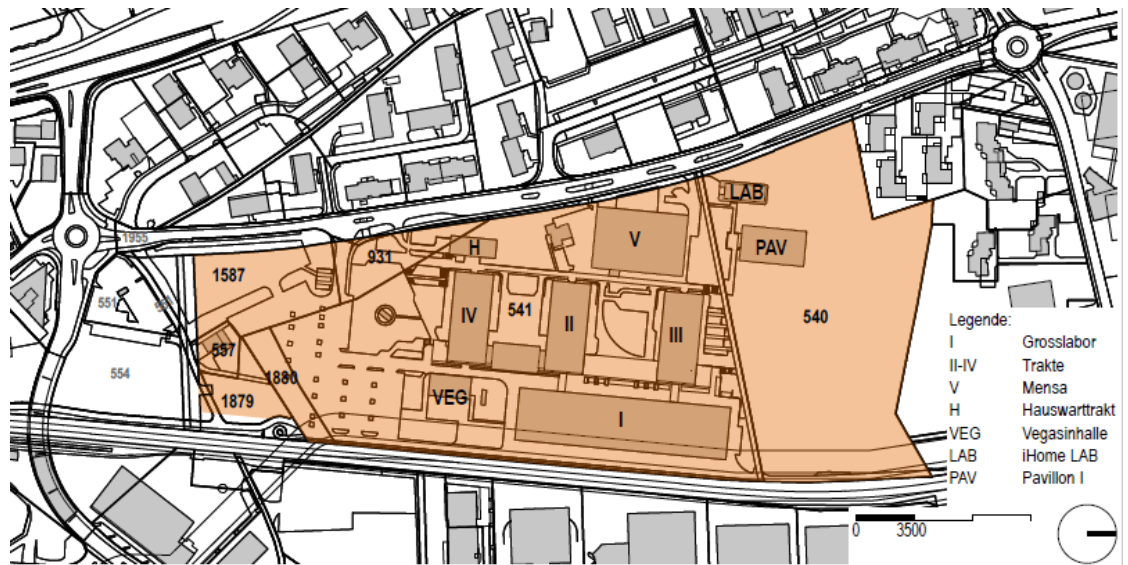 1955
1587
931
H
V
LAB
PAV
551
IV
541
II
III
540
557
554
1880
1879
VEG
I
Legende:
I Grosslabor
II-IV Trakte
V Mensa
H Hauswarttrakt
VEG Vegasinhalle
LAB iHome LAB
PAV Pavillon I
0 3500